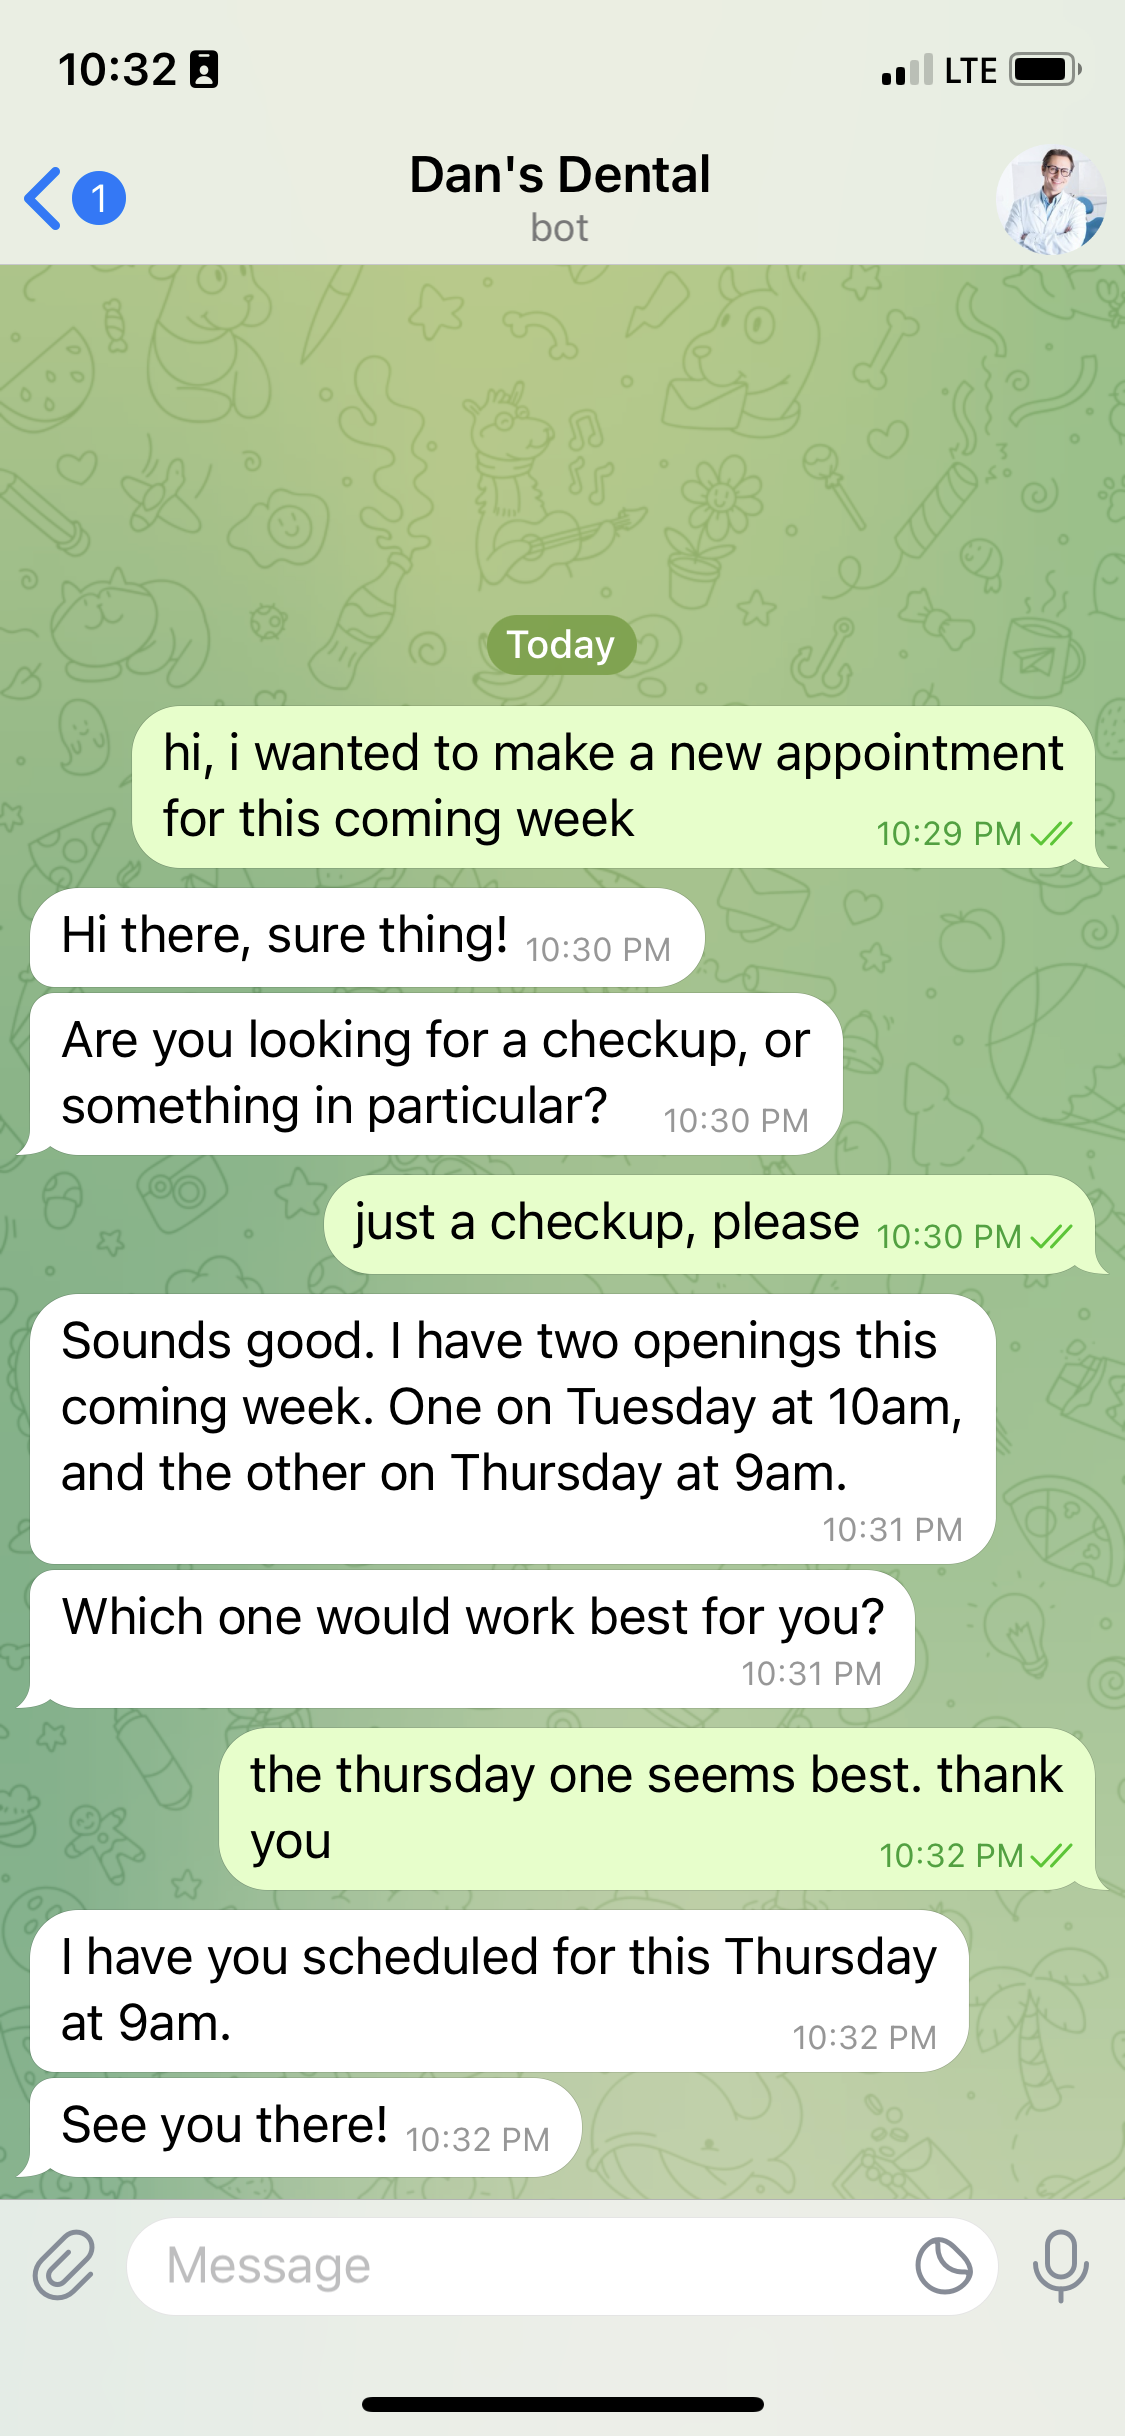 10:32
LTE
1
Dan's Dental
bot
Today
hi, i wanted to make a new appointment
for this coming week
10:29 PM
Hi there, sure thing!
10:30 PM
Are you looking for a checkup, or
something in particular?
10:30 PM
just a checkup, please
10:30 PM
Sounds good. I have two openings this
coming week. One on Tuesday at 10am,
and the other on Thursday at 9am.
10:31 PM
Which one would work best for you?
10:31 PM
the thursday one seems best. thank
you
10:32 PM
I have you scheduled for this Thursday
at 9am.
10:32 PM
See you there!
10:32 PM
Message